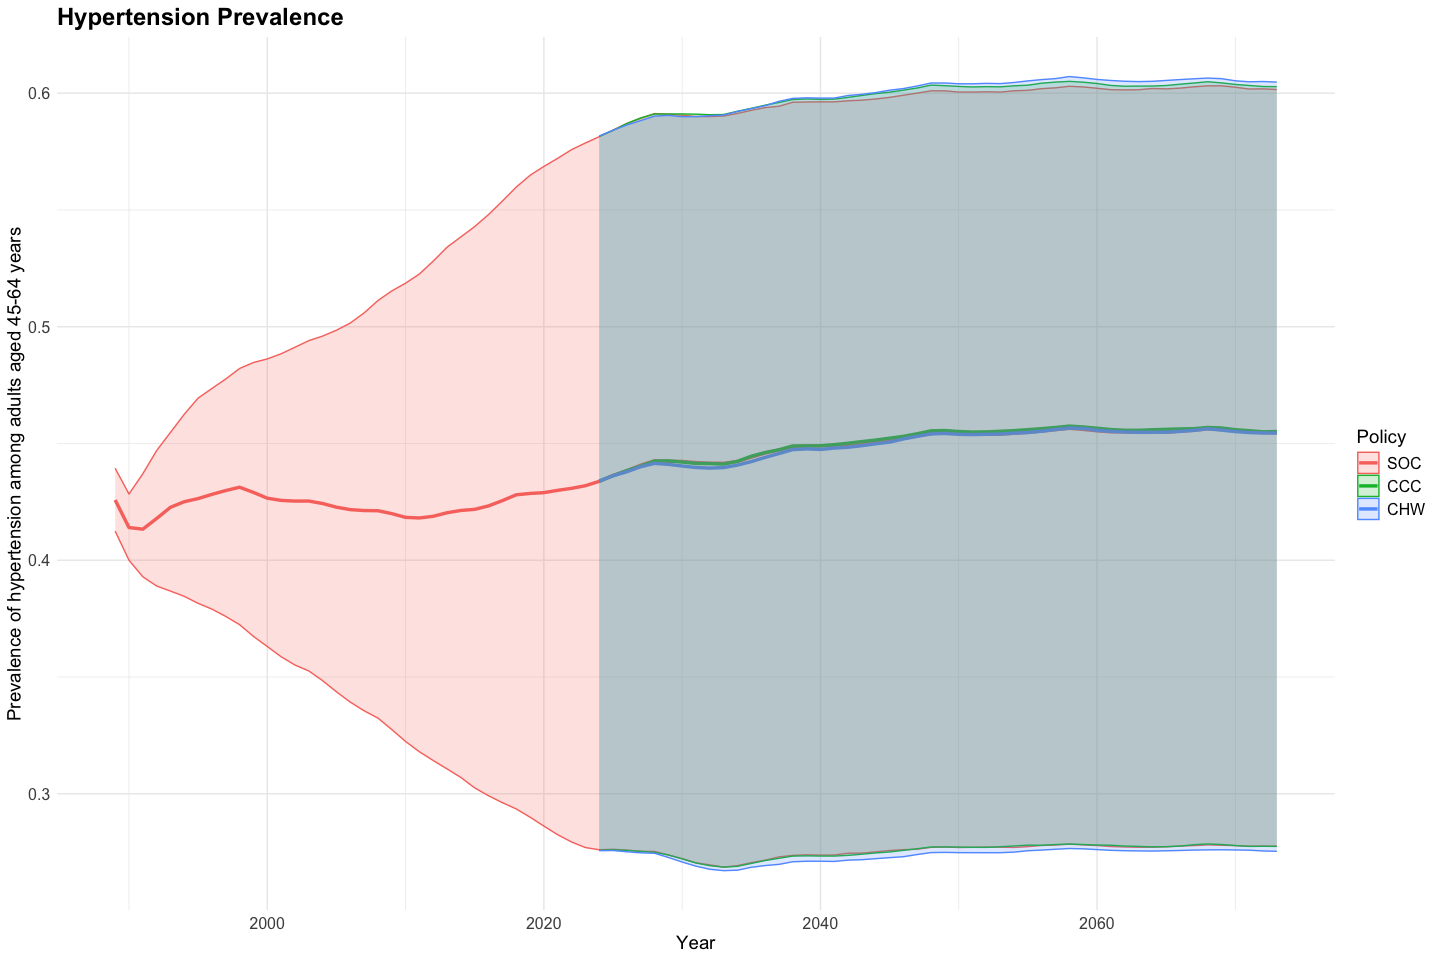 Hypertension Prevalence
Prevalence of hypertension among adults aged 45-64 years
0.6
0.5
0.4
0.3
2000
2020
2040
2060
Year
Policy
SOC
CCC
CHW